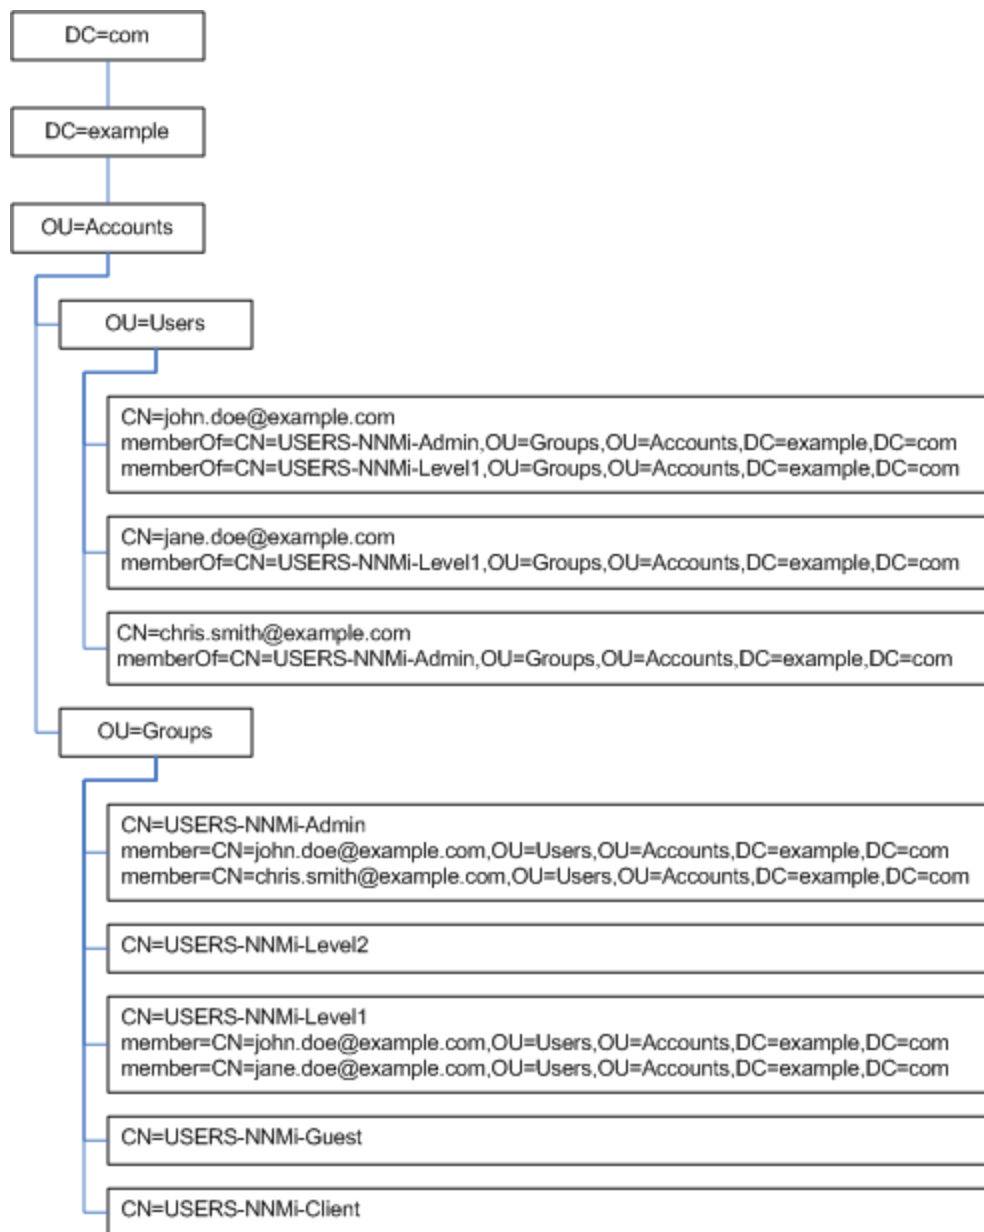 DC=com
DC=example
OU=Accounts
OU=Users
CN=john.doe@example.com
memberOf=CN=USERS-NNMi-Admin,OU=Groups,OU=Accounts,DC=example,DC=com
memberOf=CN=USERS-NNMi-Level1,OU=Groups,OU=Accounts,DC=example,DC=com
CN=jane.doe@example.com
memberOf=CN=USERS-NNMi-Level1,OU=Groups,OU=Accounts,DC=example,DC=com
CN=chris.smith@example.com
memberOf=CN=USERS-NNMi-Admin,OU=Groups,OU=Accounts,DC=example,DC=com
OU=Groups
CN=USERS-NNMi-Admin
member=CN=john.doe@example.com,OU=Users,OU=Accounts,DC=example,DC=com
member=CN=chris.smith@example.com,OU=Users,OU=Accounts,DC=example,DC=com
CN=USERS-NNMi-Level2
CN=USERS-NNMi-Level1
member=CN=john.doe@example.com,OU=Users,OU=Accounts,DC=example,DC=com
member=CN=jane.doe@example.com,OU=Users,OU=Accounts,DC=example,DC=com
CN=USERS-NNMi-Guest
CN=USERS-NNMi-Client